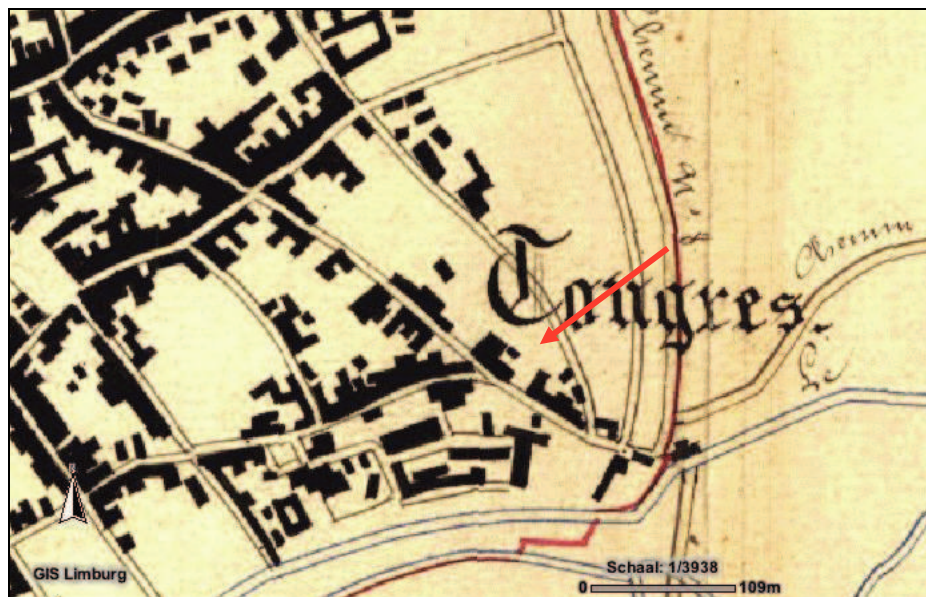 Chemin N.º 8
Tongres.
Chemin
GIS Limburg
Schaal: 1/3938
0 109m